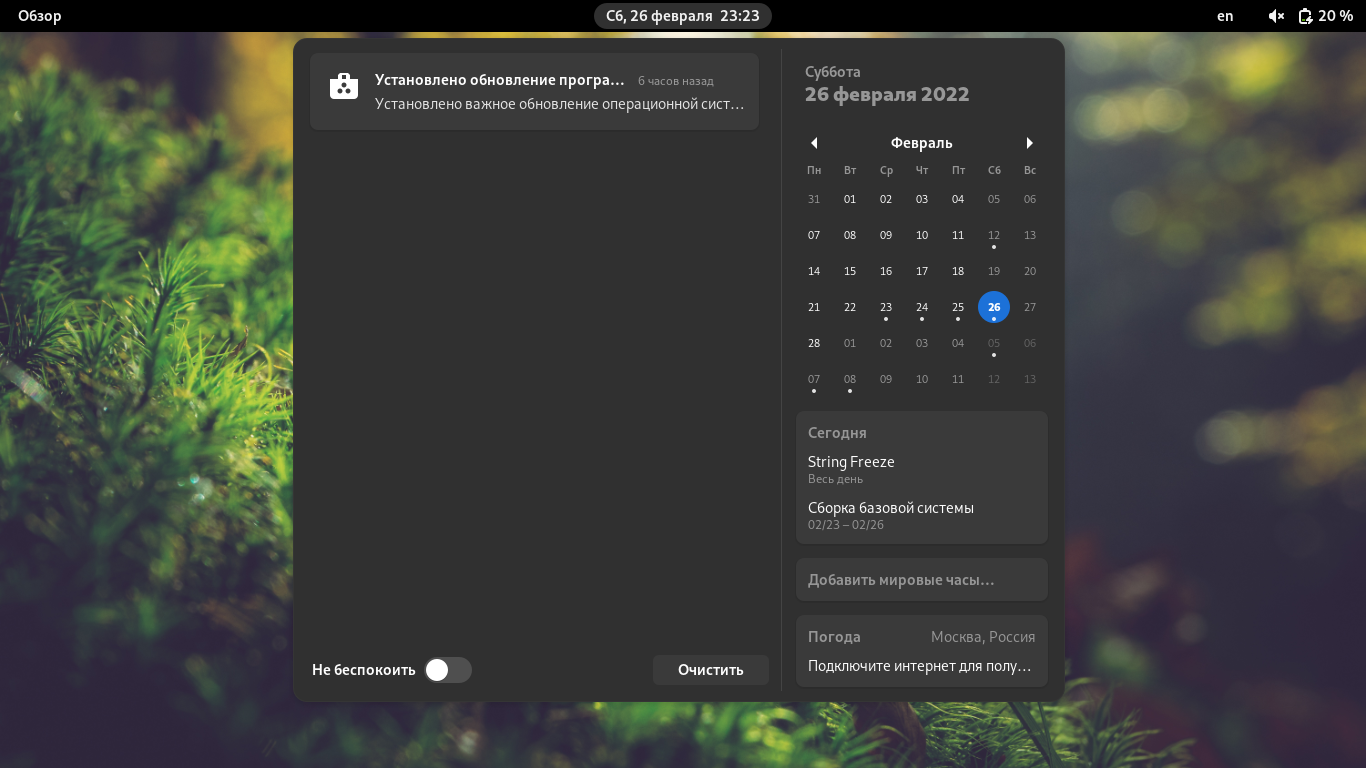 Обзор
Сб, 26 февраля 23:23
en
20 %
Установлено обновление програ… 6 часов назад
Установлено важное обновление операционной сист…
Не беспокоить
Очистить
Суббота
26 февраля 2022
Февраль
Пн Вт Ср Чт Пт Сб Вс
31 01 02 03 04 05 06
07 08 09 10 11 12 13
14 15 16 17 18 19 20
21 22 23 24 25 26 27
28 01 02 03 04 05 06
07 08 09 10 11 12 13
Сегодня
String Freeze
Весь день
Сборка базовой системы
02/23 – 02/26
Добавить мировые часы…
Погода Москва, Россия
Подключите интернет для полу…